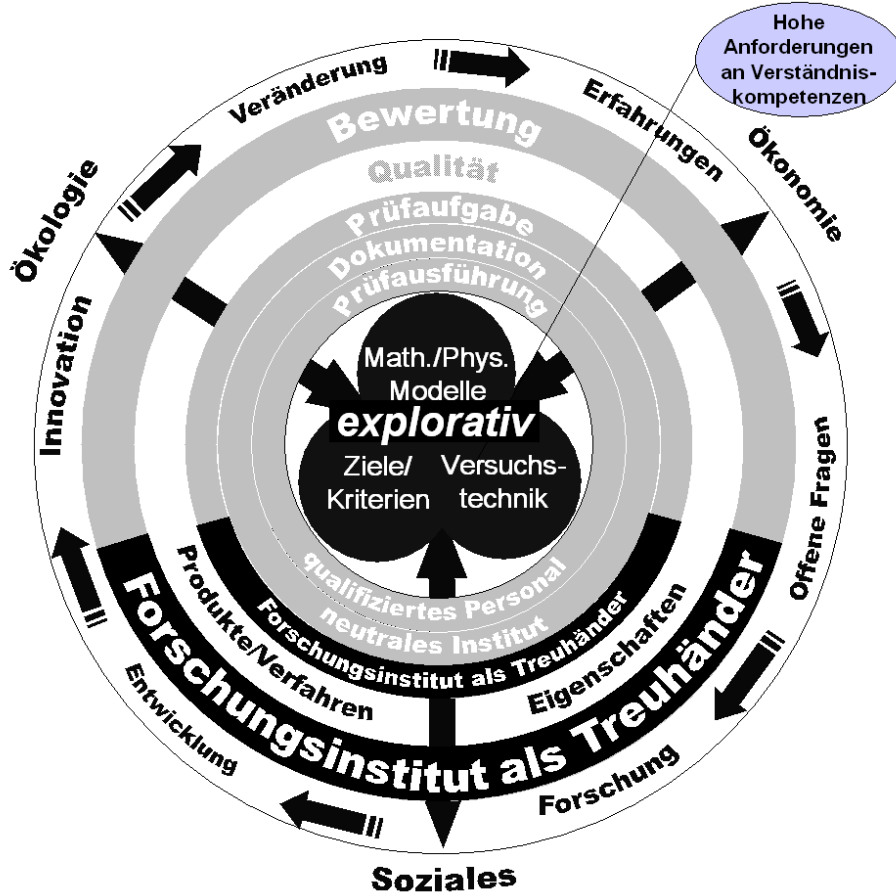 Hohe
Anforderungen
an Verständnis-
kompetenzen
Ökologie
Ökonomie
Soziales
Veränderung
Erfahrungen
Offene Fragen
Forschung
Entwicklung
Innovation
Bewertung
Qualität
Prüfaufgabe
Dokumentation
Prüfausführung
Math./Phys.
Modelle
explorativ
Ziele/
Kriterien
Versuchs-
technik
qualifiziertes Personal
neutrales Institut
Forschungsinstitut als Treuhänder
Produkte/Verfahren
Eigenschaften
Forschungsinstitut als Treuhänder